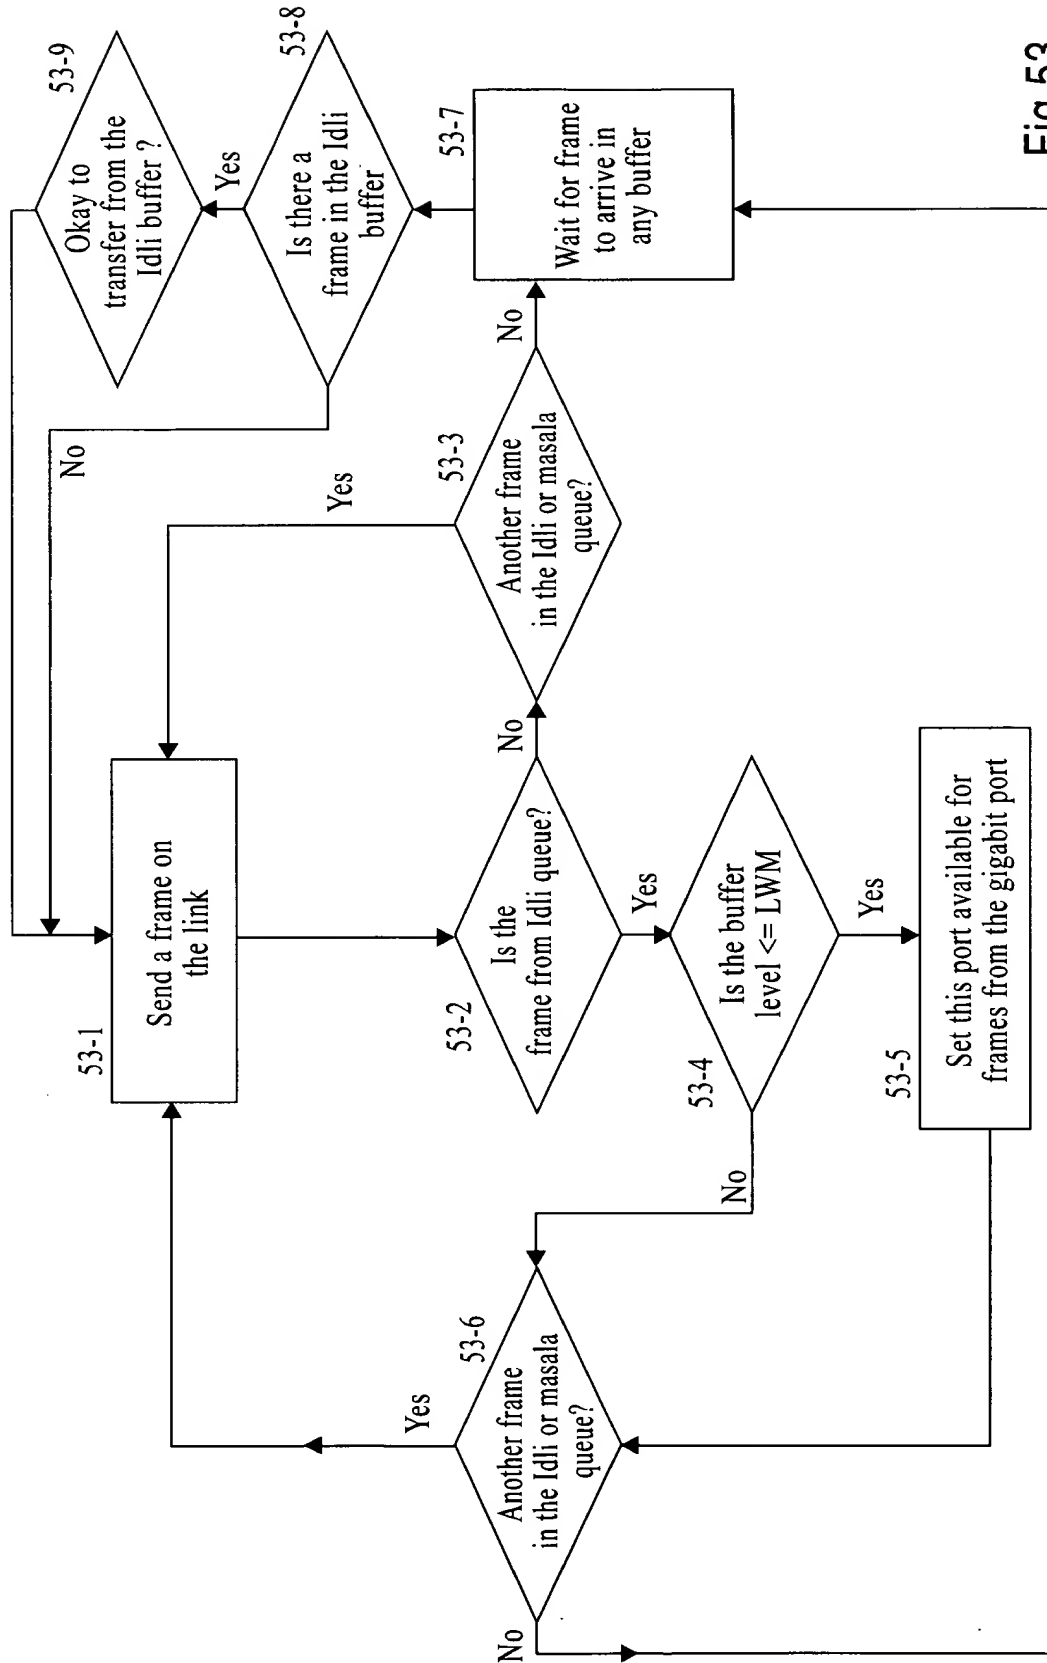 53-9
Okay to
transfer from the
Idli buffer ?
Yes
53-8
Is there a
frame in the Idli
buffer
No
53-7
Wait for frame
to arrive in
any buffer
53-1
Send a frame on
the link
Yes
53-3
Another frame
in the Idli or masala
queue?
No
53-2
Is the
frame from Idli queue?
No
Yes
53-4
Is the buffer
level <= LWM
No
Yes
53-5
Set this port available for
frames from the gigabit port
53-6
Another frame
in the Idli or masala
queue?
Yes
No
Fig 53